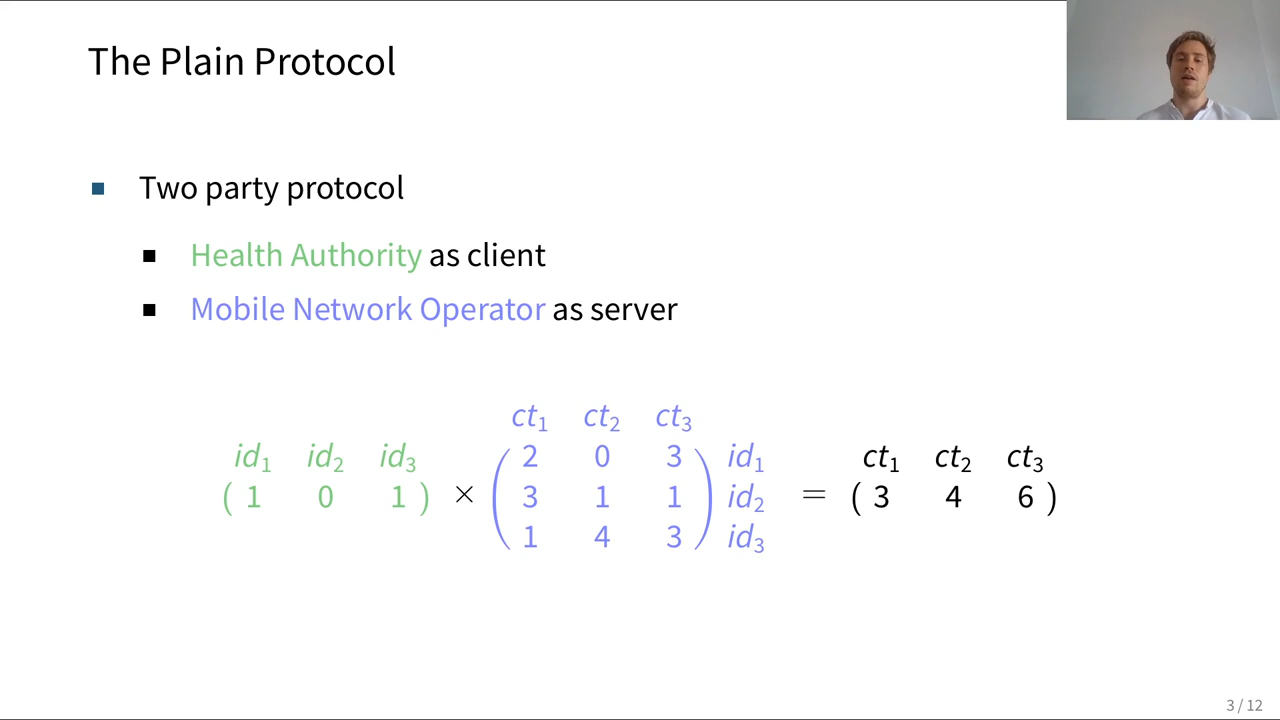 The Plain Protocol
Two party protocol
Health Authority as client
Mobile Network Operator as server
ct₁ ct₂ ct₃
id₁ id₂ id₃ 2 0 3 id₁ ct₁ ct₂ ct₃
( 1 0 1 ) × ( 3 1 1 ) id₂ = ( 3 4 6 )
1 4 3 id₃
3 / 12